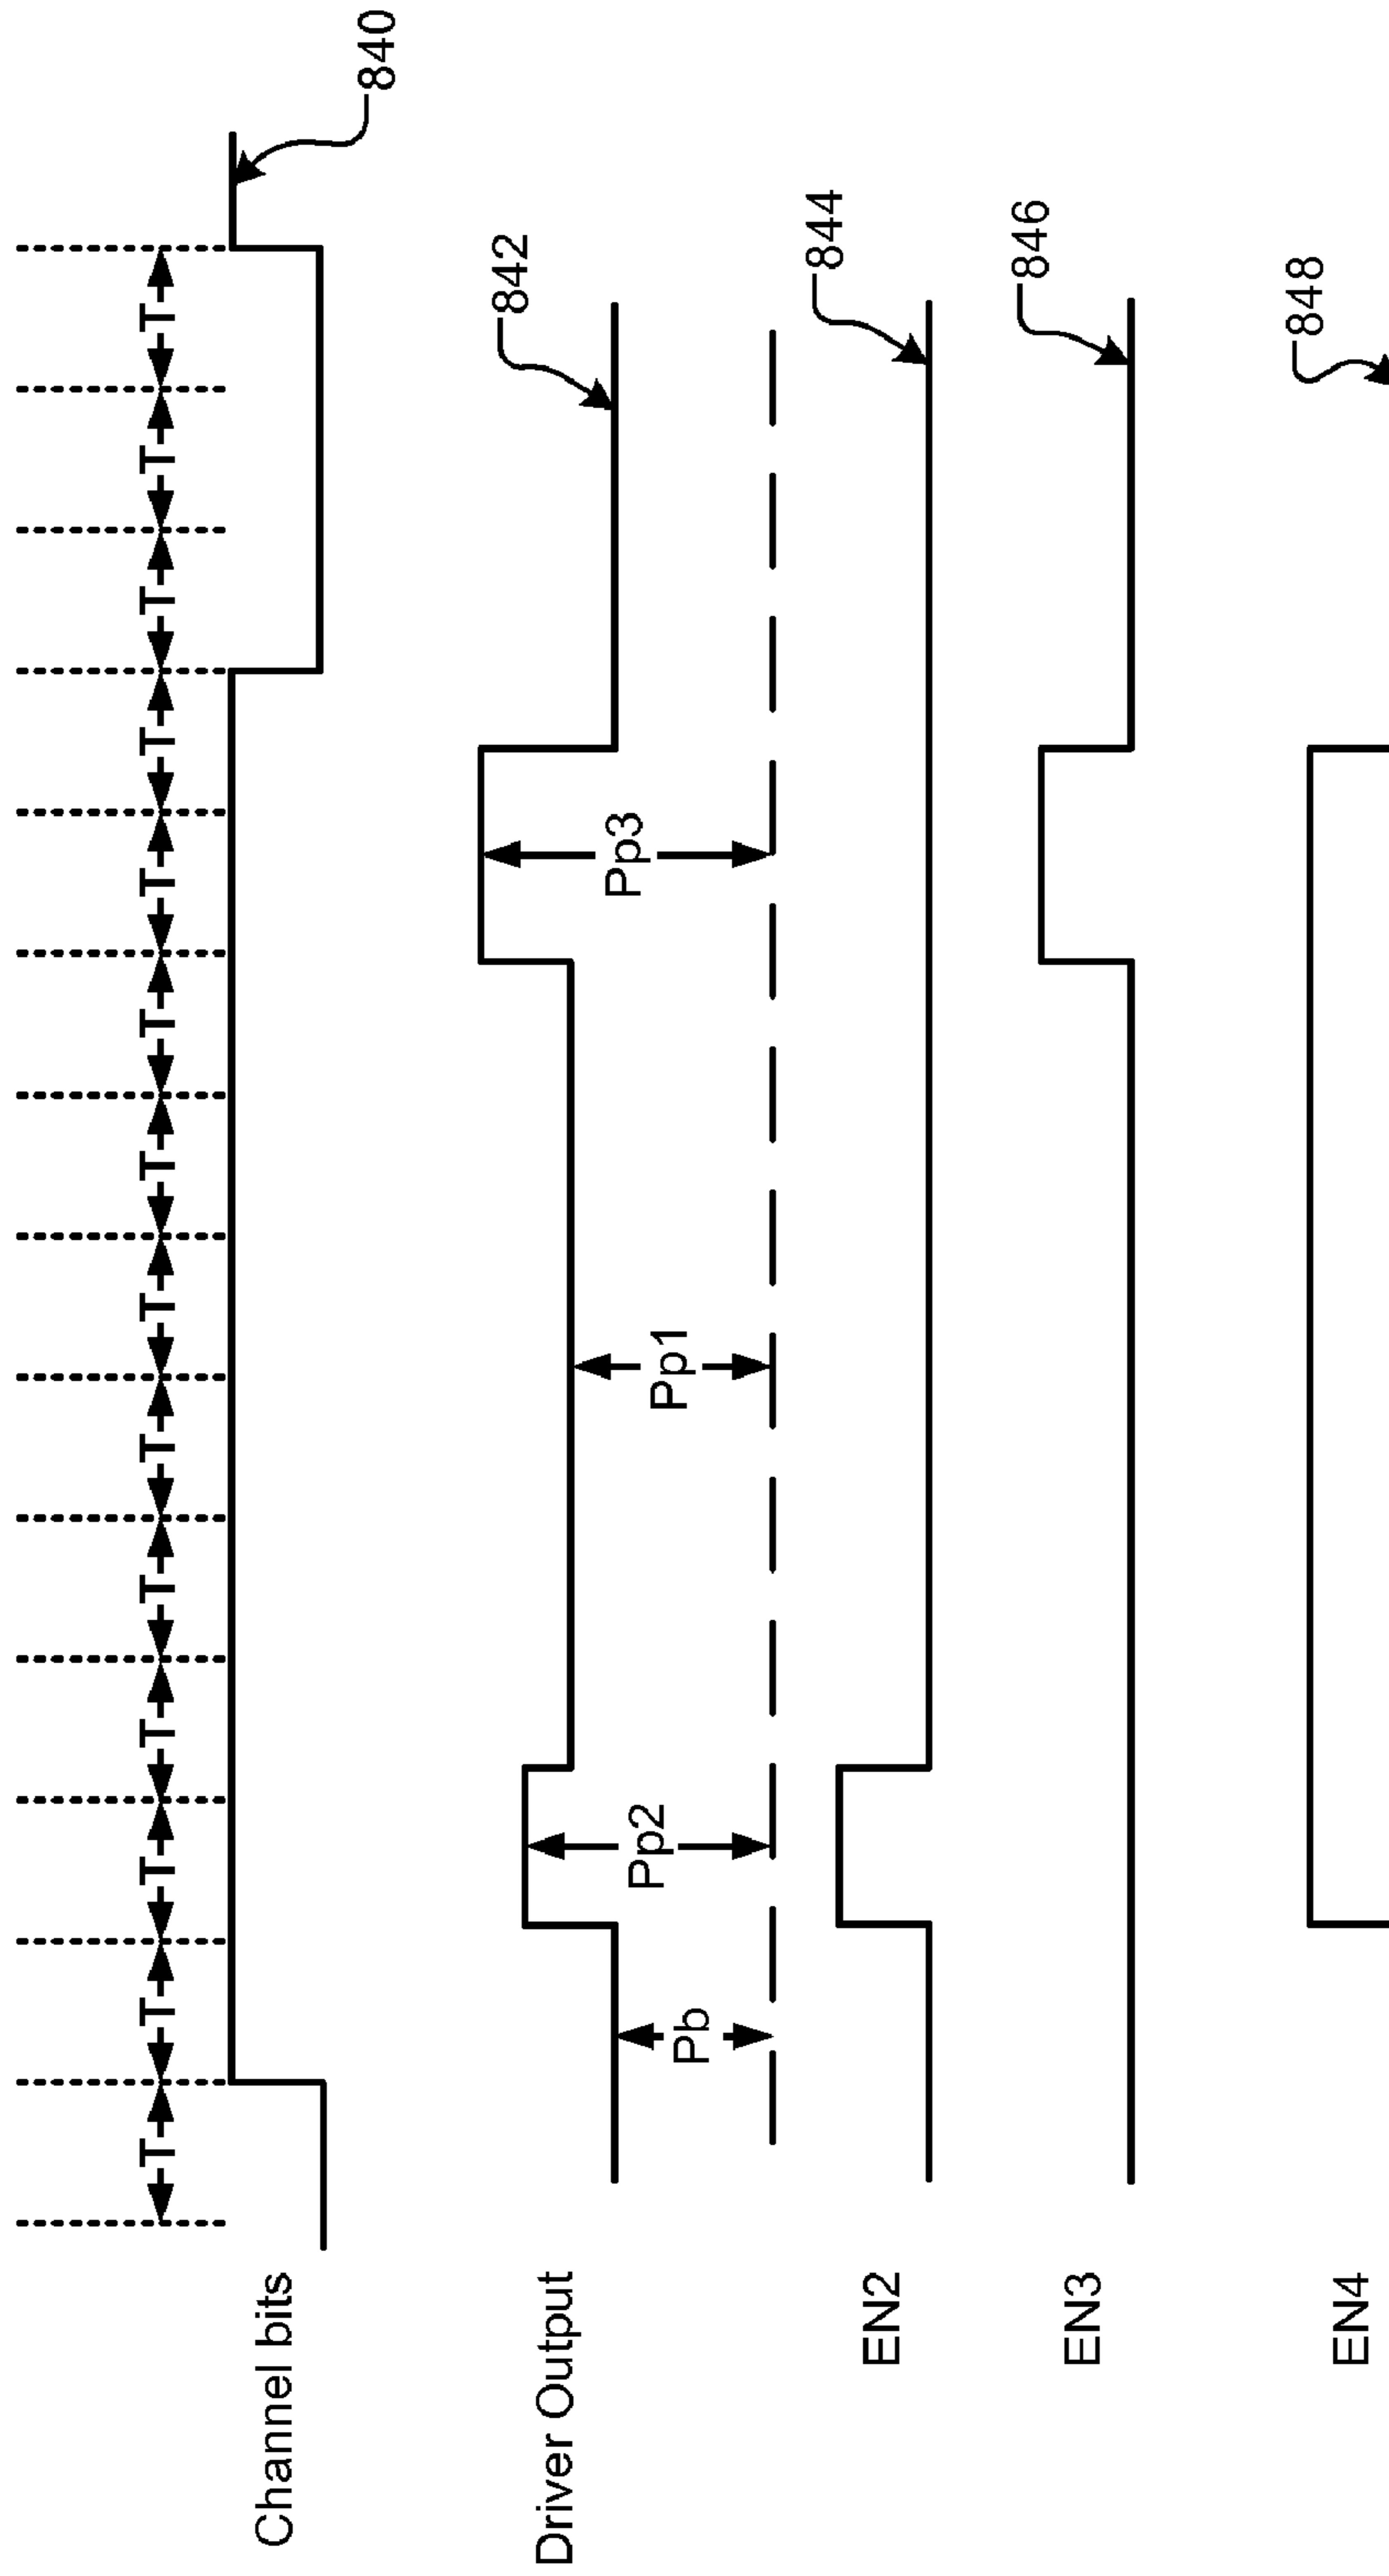 T T T T T T T T T T T T T T
Channel bits
840
Driver Output
842
Pb
Pp2
Pp1
Pp3
EN2
844
EN3
846
EN4
848